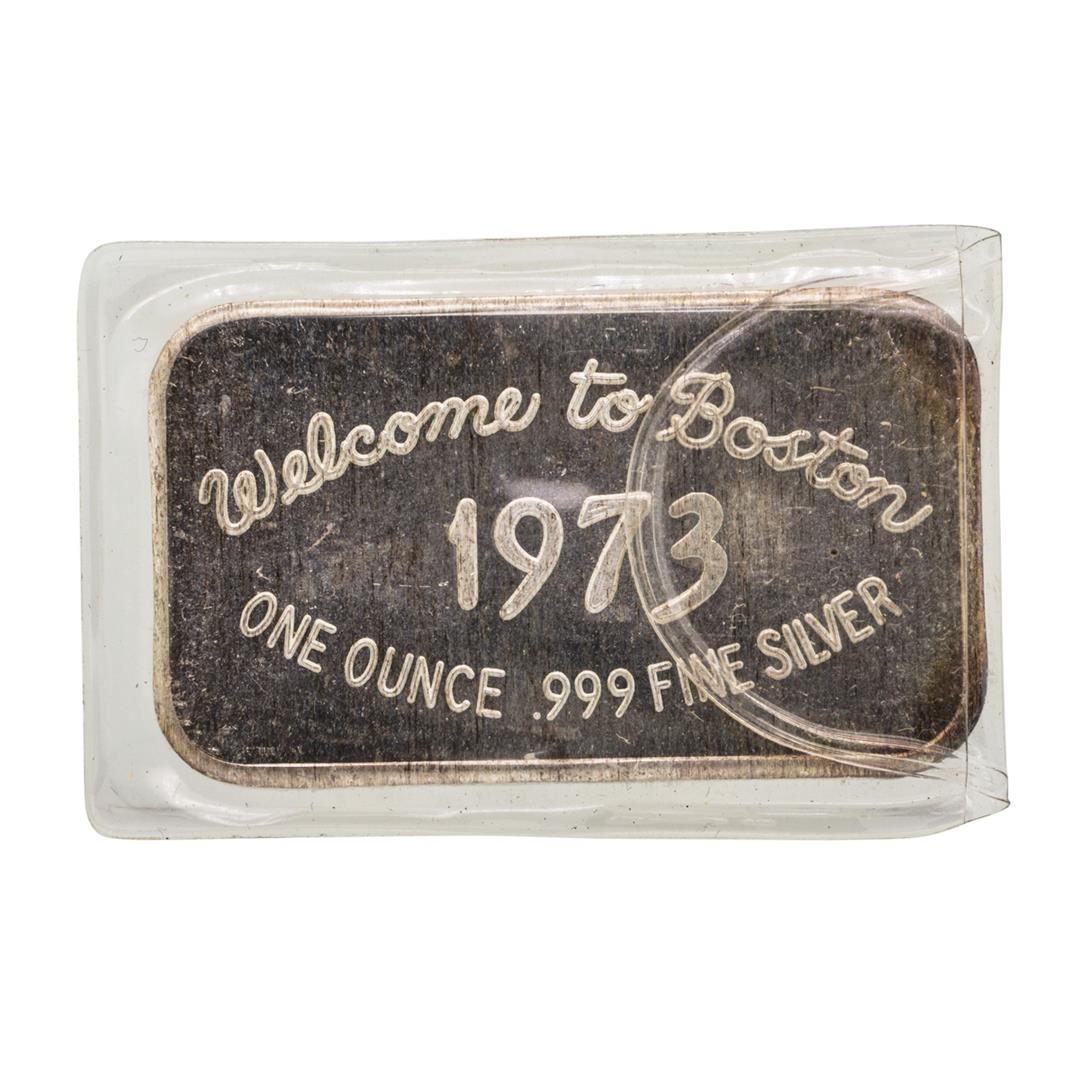 Welcome to Boston
1973
ONE OUNCE .999 FINE SILVER